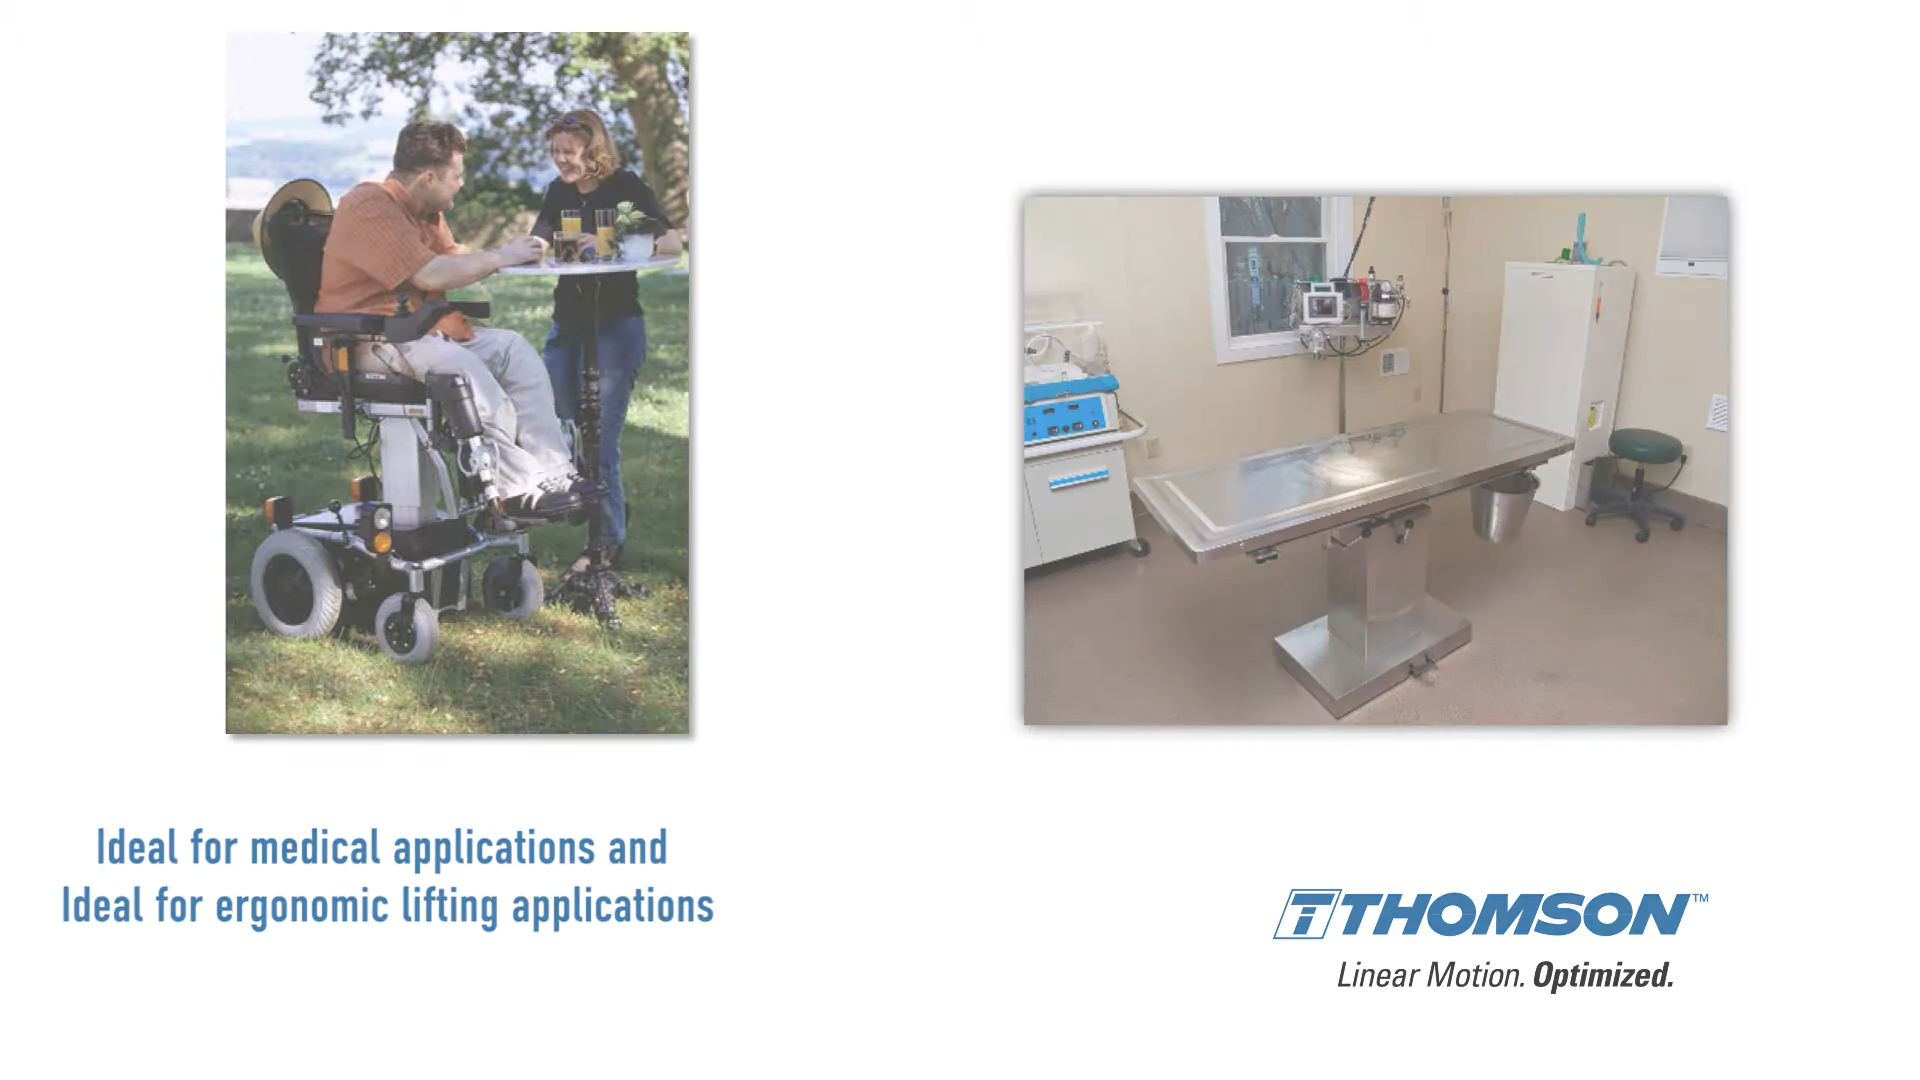 Ideal for medical applications and
Ideal for ergonomic lifting applications
THOMSON™
Linear Motion. Optimized.